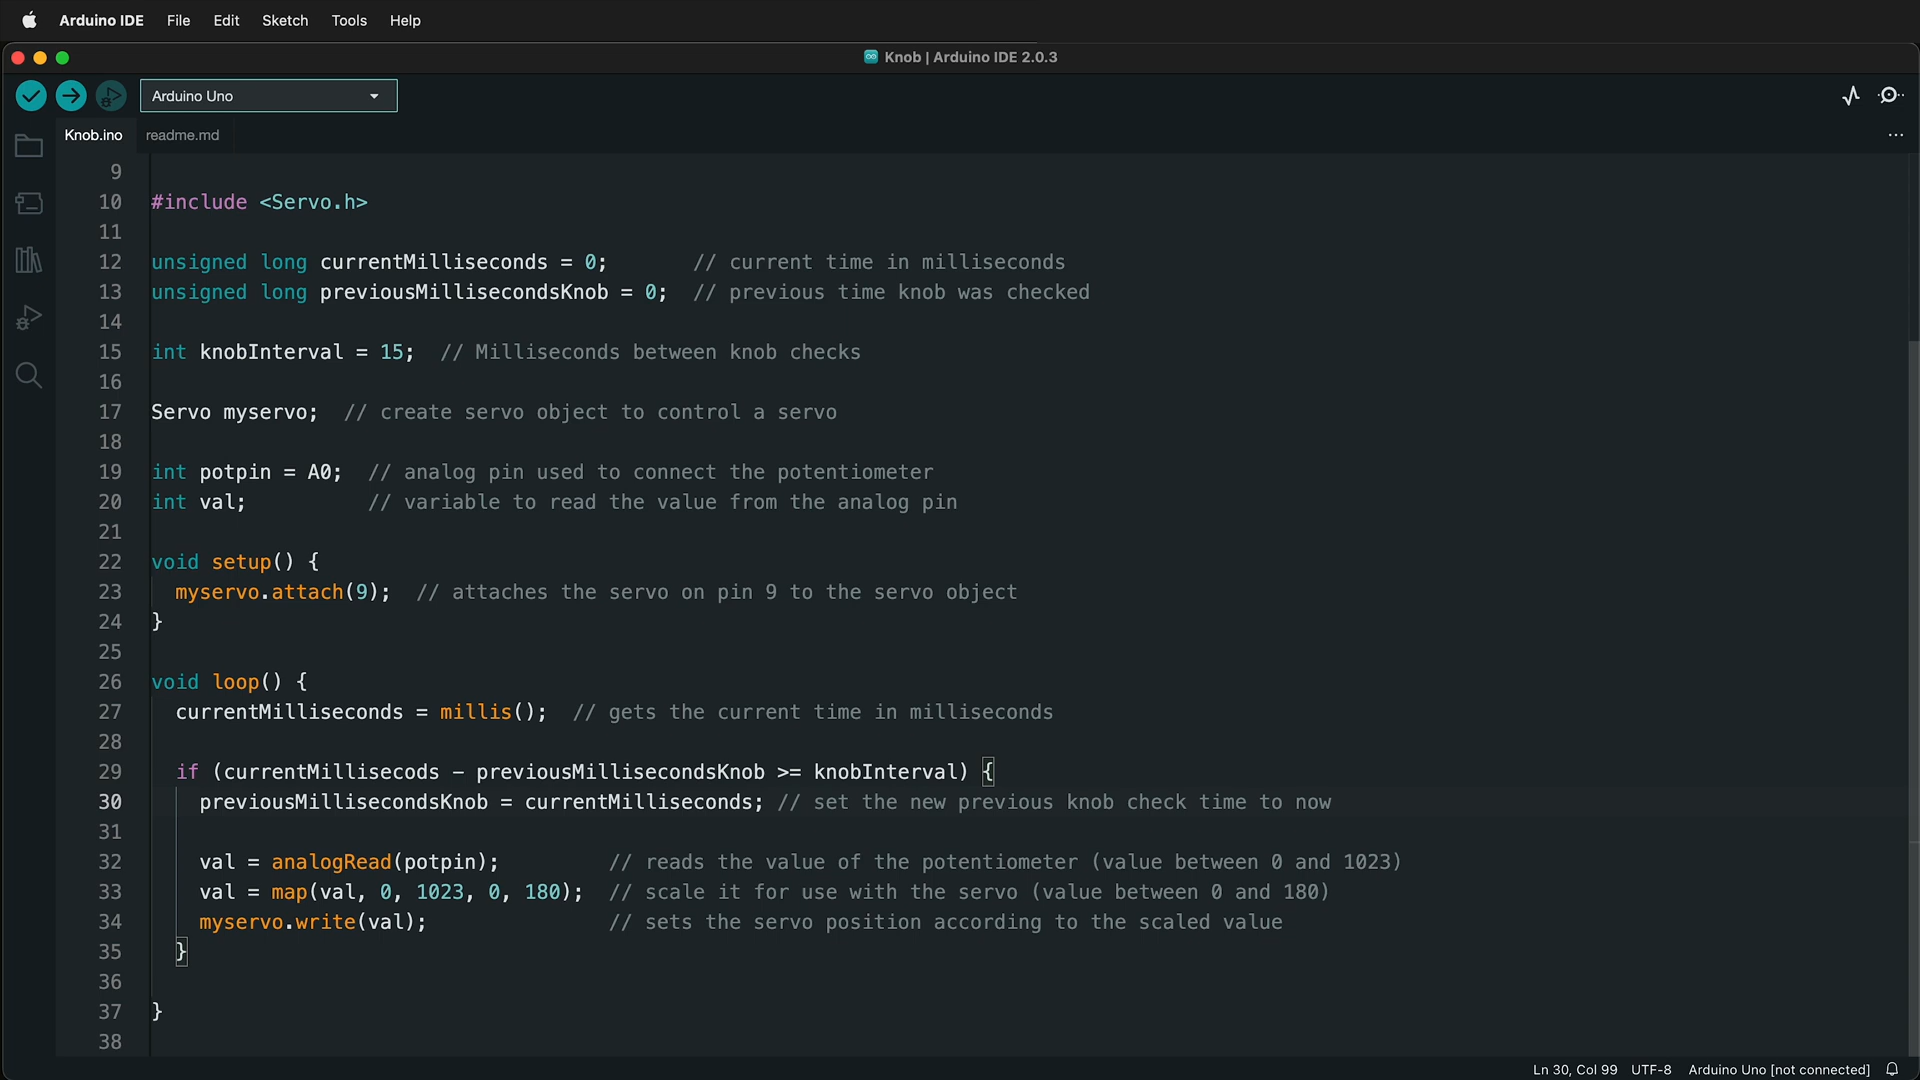 Arduino IDE File Edit Sketch Tools Help
Knob | Arduino IDE 2.0.3
Arduino Uno
Knob.ino readme.md
9
10 #include <Servo.h>
11
12 unsigned long currentMilliseconds = 0; // current time in milliseconds
13 unsigned long previousMillisecondsKnob = 0; // previous time knob was checked
14
15 int knobInterval = 15; // Milliseconds between knob checks
16
17 Servo myservo; // create servo object to control a servo
18
19 int potpin = A0; // analog pin used to connect the potentiometer
20 int val; // variable to read the value from the analog pin
21
22 void setup() {
23 myservo.attach(9); // attaches the servo on pin 9 to the servo object
24 }
25
26 void loop() {
27 currentMilliseconds = millis(); // gets the current time in milliseconds
28
29 if (currentMillisecods - previousMillisecondsKnob >= knobInterval) {
30 previousMillisecondsKnob = currentMilliseconds; // set the new previous knob check time to now
31
32 val = analogRead(potpin); // reads the value of the potentiometer (value between 0 and 1023)
33 val = map(val, 0, 1023, 0, 180); // scale it for use with the servo (value between 0 and 180)
34 myservo.write(val); // sets the servo position according to the scaled value
35 }
36
37 }
38
Ln 30, Col 99 UTF-8 Arduino Uno [not connected]